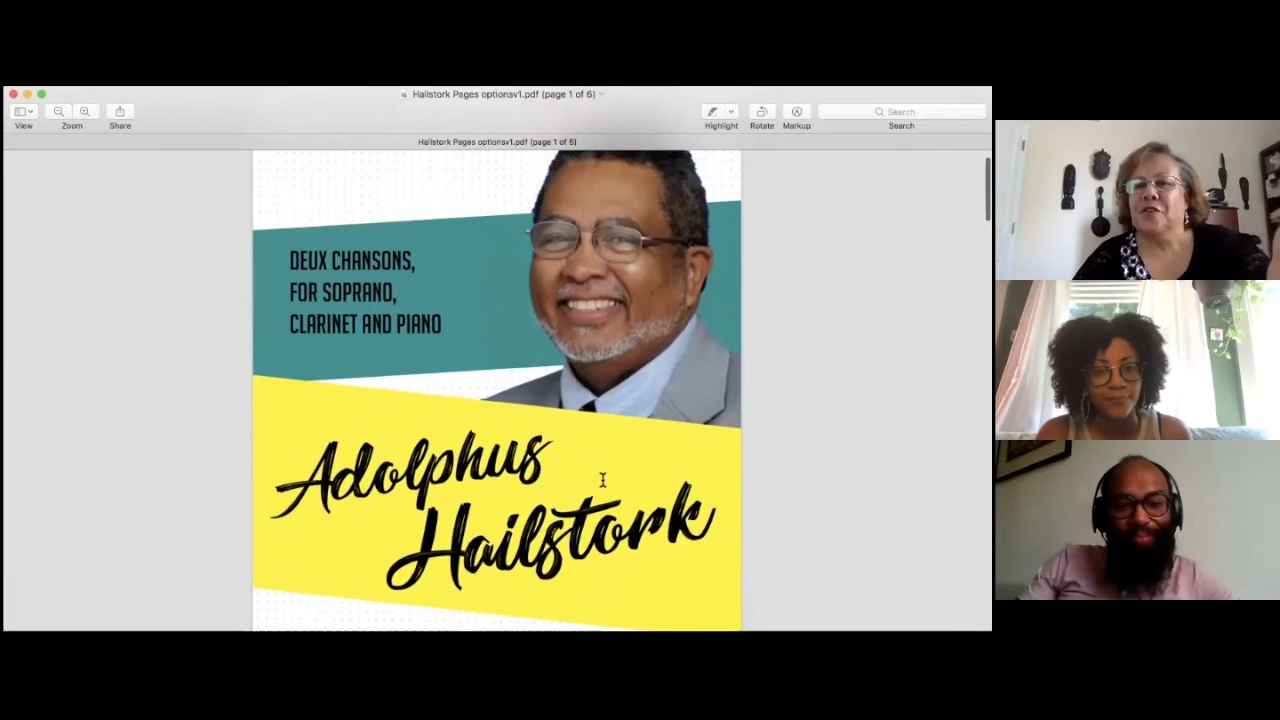 Hailstork Pages optionsv1.pdf (page 1 of 6)
View
Zoom
Share
Highlight
Rotate
Markup
Search
Search
Hailstork Pages optionsv1.pdf (page 1 of 6)
DEUX CHANSONS,
FOR SOPRANO,
CLARINET AND PIANO
Adolphus
Hailstork